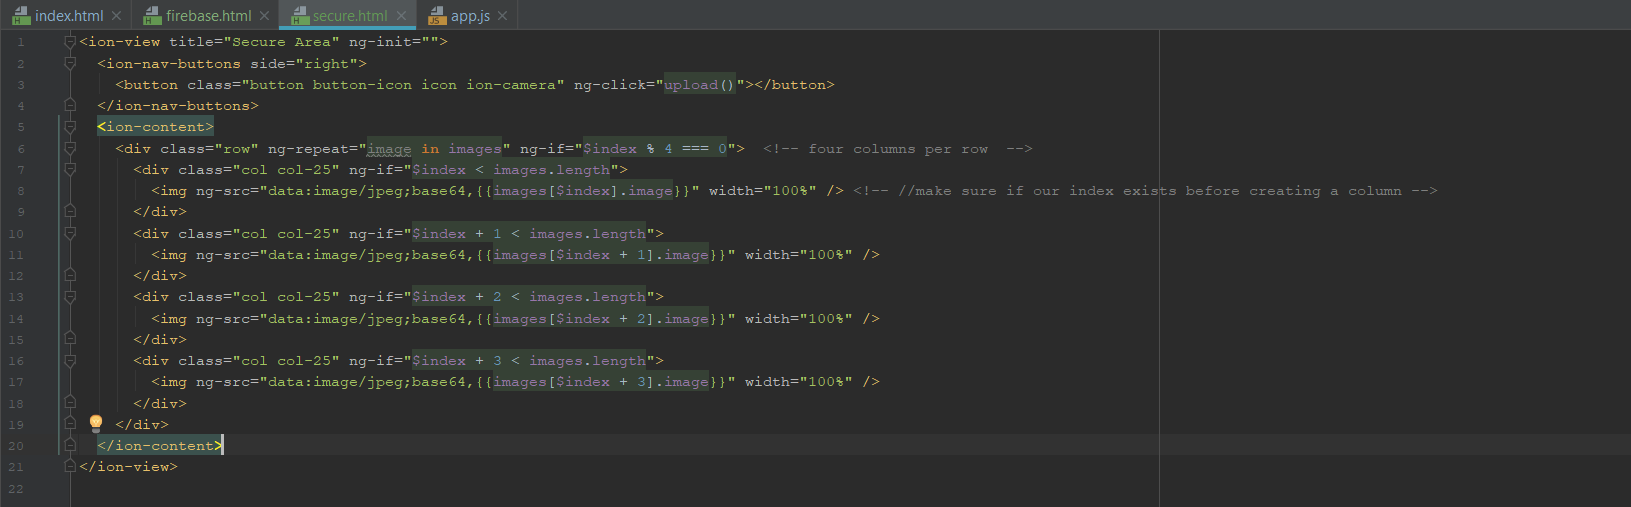 index.html firebase.html secure.html app.js
1 <ion-view title="Secure Area" ng-init="">
2 <ion-nav-buttons side="right">
3 <button class="button button-icon icon ion-camera" ng-click="upload()"></button>
4 </ion-nav-buttons>
5 <ion-content>
6 <div class="row" ng-repeat="image in images" ng-if="$index % 4 === 0"> <!-- four columns per row -->
7 <div class="col col-25" ng-if="$index < images.length">
8 <img ng-src="data:image/jpeg;base64,{{images[$index].image}}" width="100%" /> <!-- //make sure if our index exists before creating a column -->
9 </div>
10 <div class="col col-25" ng-if="$index + 1 < images.length">
11 <img ng-src="data:image/jpeg;base64,{{images[$index + 1].image}}" width="100%" />
12 </div>
13 <div class="col col-25" ng-if="$index + 2 < images.length">
14 <img ng-src="data:image/jpeg;base64,{{images[$index + 2].image}}" width="100%" />
15 </div>
16 <div class="col col-25" ng-if="$index + 3 < images.length">
17 <img ng-src="data:image/jpeg;base64,{{images[$index + 3].image}}" width="100%" />
18 </div>
19 </div>
20 </ion-content>
21 </ion-view>
22